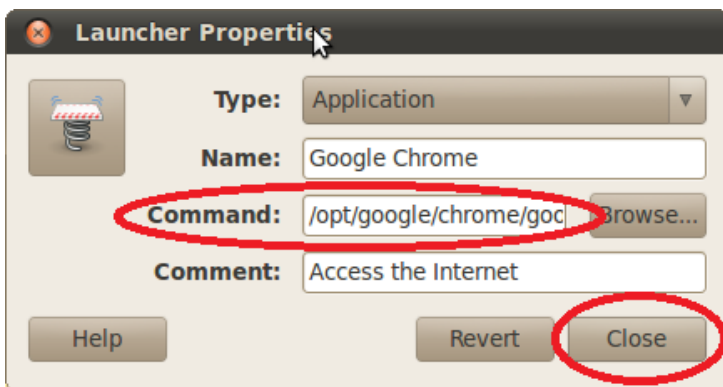 Launcher Properties
Type: Application
Name: Google Chrome
Command: /opt/google/chrome/goo Browse...
Comment: Access the Internet
Help Revert Close